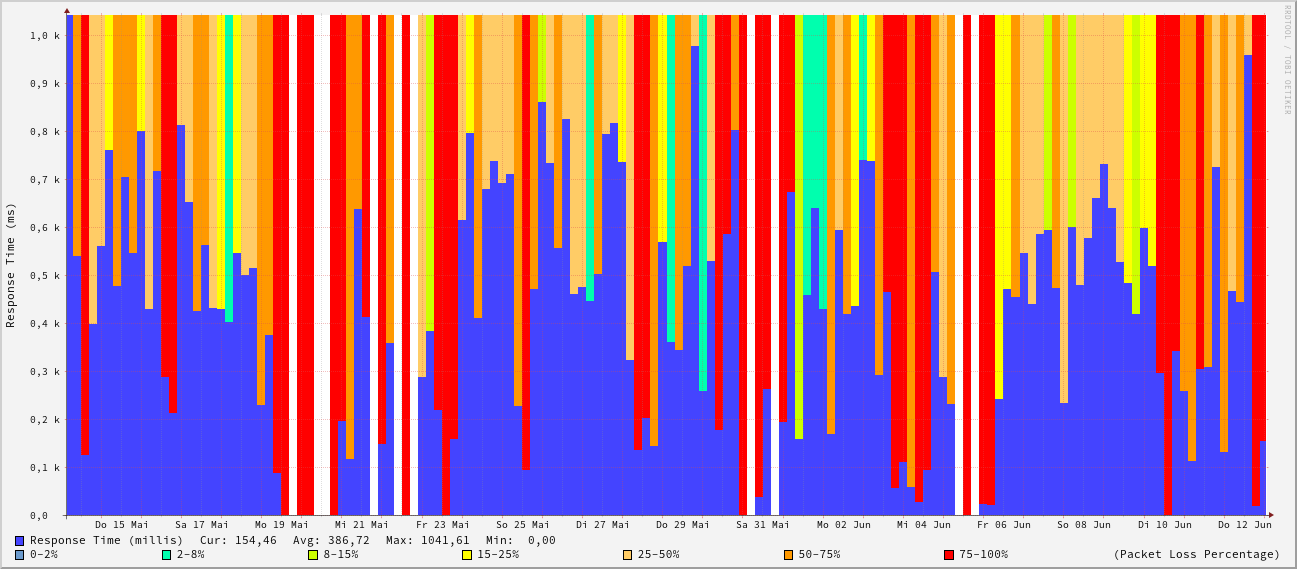 RRDTOOL / TOBI OETIKER
Response Time (ms)
1,0 k
0,9 k
0,8 k
0,7 k
0,6 k
0,5 k
0,4 k
0,3 k
0,2 k
0,1 k
0,0
Do 15 Mai Sa 17 Mai Mo 19 Mai Mi 21 Mai Fr 23 Mai So 25 Mai Di 27 Mai Do 29 Mai Sa 31 Mai Mo 02 Jun Mi 04 Jun Fr 06 Jun So 08 Jun Di 10 Jun Do 12 Jun
Response Time (millis) Cur: 154,46 Avg: 386,72 Max: 1041,61 Min: 0,00
0-2% 2-8% 8-15% 15-25% 25-50% 50-75% 75-100% (Packet Loss Percentage)